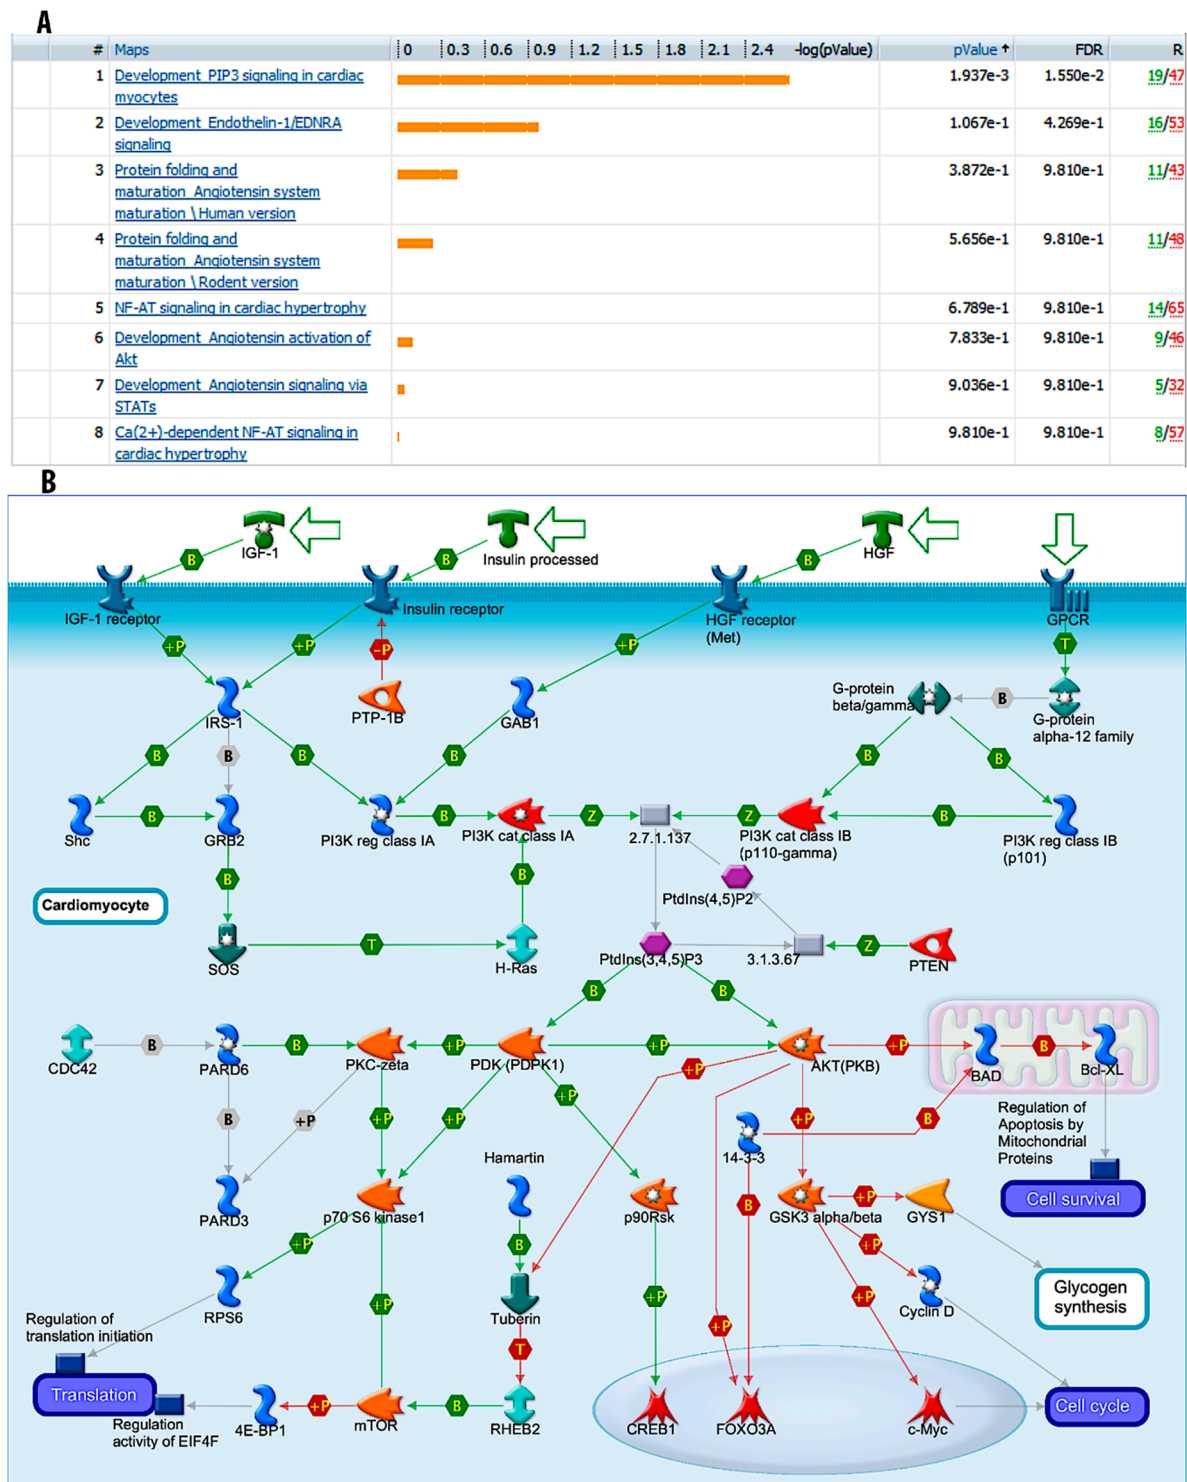 A
# Maps 0 0.3 0.6 0.9 1.2 1.5 1.8 2.1 2.4 -log(pValue) pValue ↑ FDR R
1 Development_PIP3 signaling in cardiac 1.937e-3 1.550e-2 19/47
myocytes
2 Development_Endothelin-1/EDNRA 1.067e-1 4.269e-1 16/53
signaling
3 Protein folding and 3.872e-1 9.810e-1 11/43
maturation_Angiotensin system
maturation \ Human version
4 Protein folding and 5.656e-1 9.810e-1 11/48
maturation_Angiotensin system
maturation \ Rodent version
5 NF-AT signaling in cardiac hypertrophy 6.789e-1 9.810e-1 14/65
6 Development_Angiotensin activation of 7.833e-1 9.810e-1 9/46
Akt
7 Development_Angiotensin signaling via 9.036e-1 9.810e-1 5/32
STATs
8 Ca(2+)-dependent NF-AT signaling in 9.810e-1 9.810e-1 8/57
cardiac hypertrophy
B
IGF-1 Insulin processed HGF
B B B
IGF-1 receptor Insulin receptor HGF receptor GPCR
(Met)
+P +P -P +P T
IRS-1 PTP-1B GAB1
G-protein
beta/gamma B
G-protein
alpha-12 family
B B B B B B
Shc B GRB2 PI3K reg class IA B PI3K cat class IA Z 2.7.1.137 Z PI3K cat class IB B PI3K reg class IB
(p110-gamma) (p101)
B B PtdIns(4,5)P2
Cardiomyocyte
SOS T H-Ras PtdIns(3,4,5)P3 3.1.3.67 Z PTEN
B B
CDC42 B PARD6 B PKC-zeta +P PDK (PDPK1) +P AKT(PKB) +P BAD B Bcl-XL
+P
+P
B +P +P +P +P B
14-3-3
Regulation of
Apoptosis by
Mitochondrial
Proteins
Hamartin
Cell survival
PARD3 p70 S6 kinase1 p90Rsk B GSK3 alpha/beta +P GYS1
+P B +P
Glycogen
synthesis
RPS6 Tuberin +P +P +P +P Cyclin D
Regulation of
translation initiation
T
Translation
Regulation
activity of EIF4F
4E-BP1 +P mTOR B RHEB2 CREB1 FOXO3A c-Myc Cell cycle